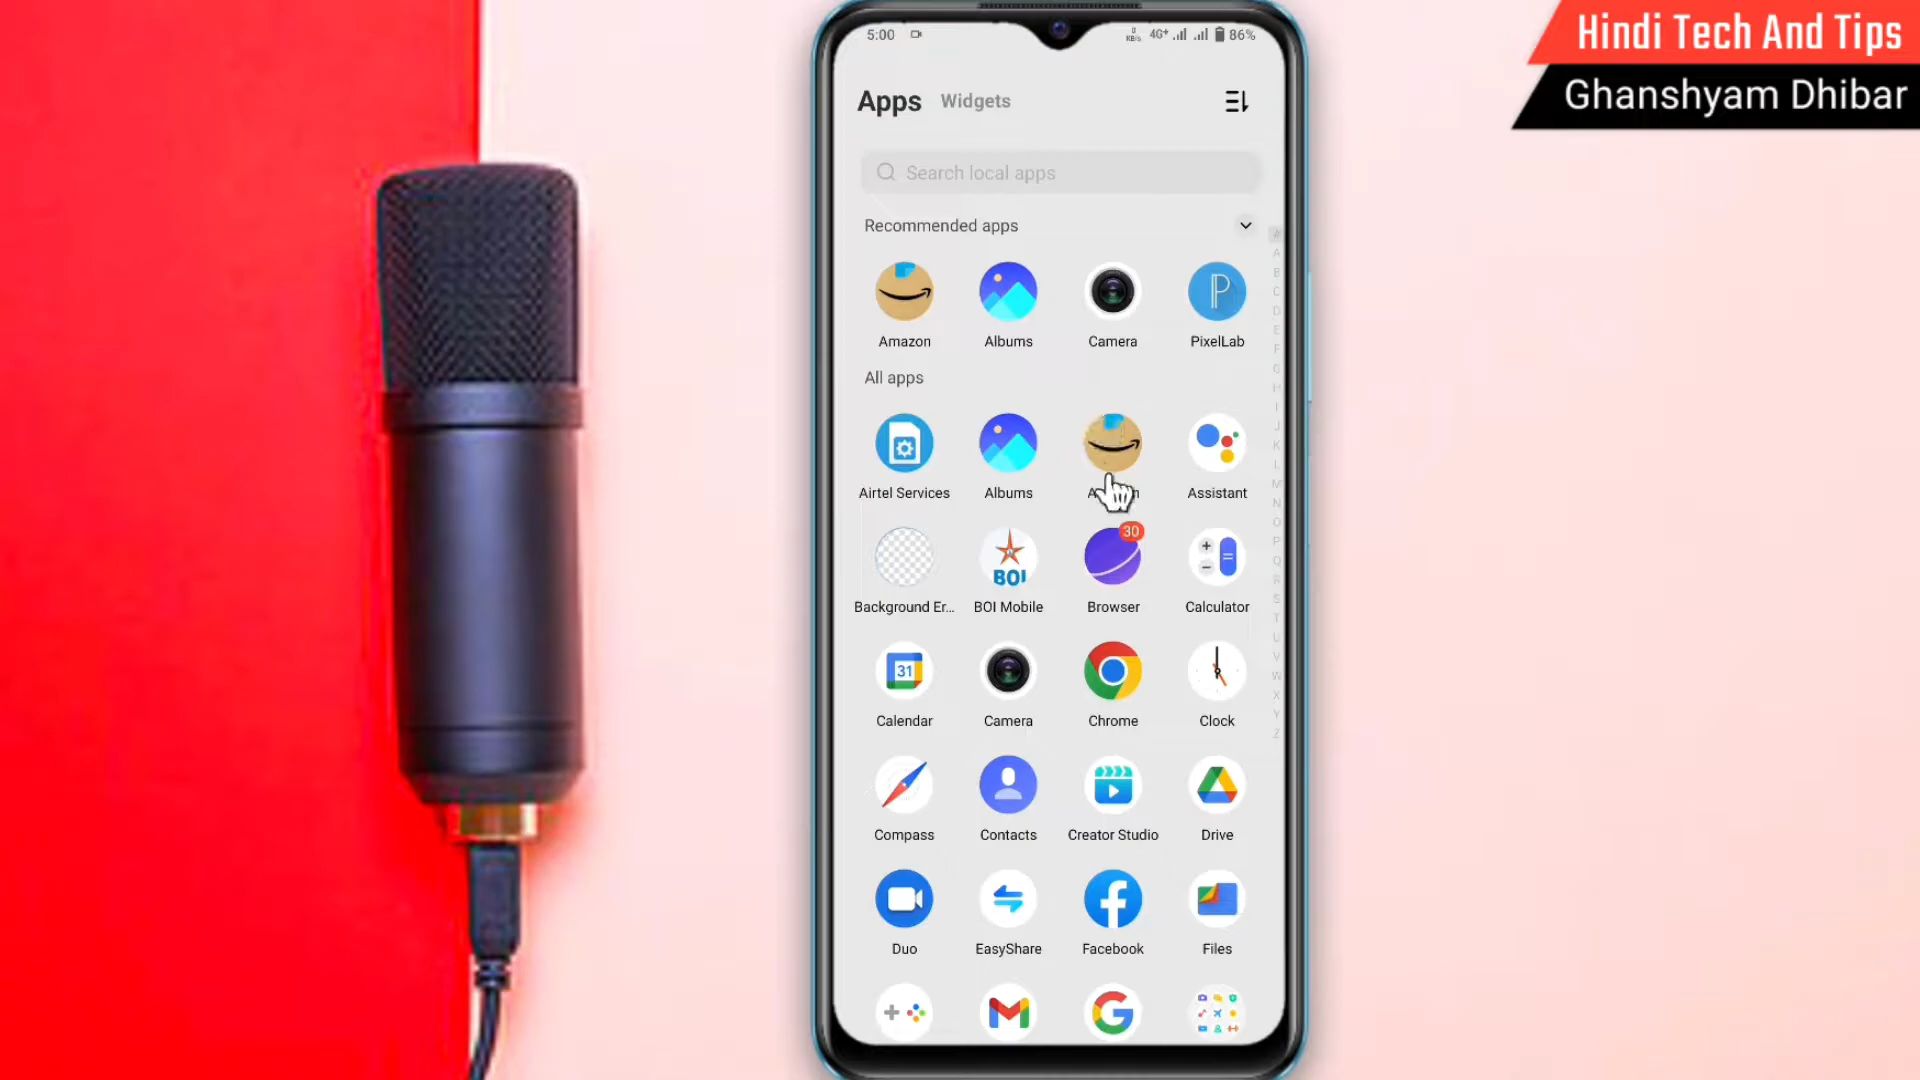 Hindi Tech And Tips
Ghanshyam Dhibar
5:00
KB/s 4G+ 86%
Apps Widgets
Search local apps
Recommended apps
Amazon Albums Camera PixelLab
All apps
Airtel Services Albums Assistant
BOI
30
Background Er... BOI Mobile Browser Calculator
31
Calendar Camera Chrome Clock
Compass Contacts Creator Studio Drive
Duo EasyShare Facebook Files